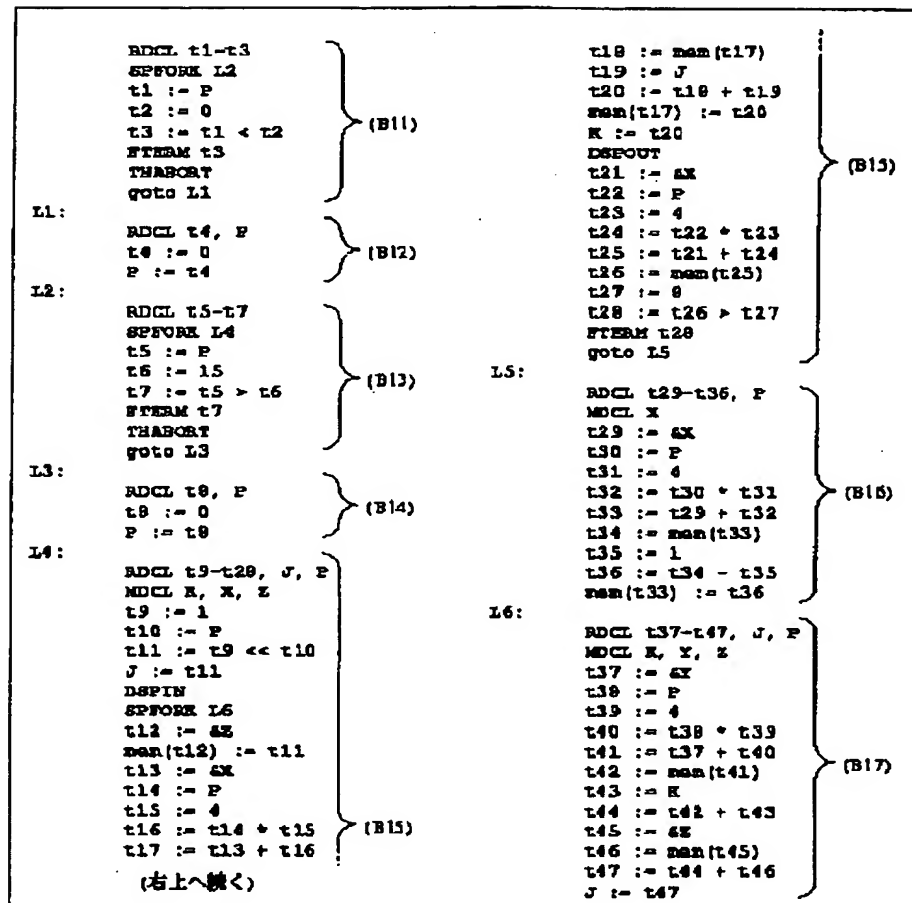 RDCL t1-t3
SPFORK L2
t1 := P
t2 := 0
t3 := t1 < t2
FTERM t3
THABORT
goto L1
(B11)
L1:
RDCL t4, P
t4 := 0
P := t4
(B12)
L2:
RDCL t5-t7
SPFORK L4
t5 := P
t6 := 15
t7 := t5 > t6
FTERM t7
THABORT
goto L3
(B13)
L3:
RDCL t8, P
t8 := 0
P := t8
(B14)
L4:
RDCL t9-t28, J, P
MDCL K, X, Z
t9 := 1
t10 := P
t11 := t9 << t10
J := t11
DSPIN
SPFORK L6
t12 := &Z
mem(t12) := t11
t13 := &X
t14 := P
t15 := 4
t16 := t14 * t15
t17 := t13 + t16
(B15)
(右上へ続く)
t18 := mem(t17)
t19 := J
t20 := t18 + t19
mem(t17) := t20
K := t20
DSPOUT
t21 := &X
t22 := P
t23 := 4
t24 := t22 * t23
t25 := t21 + t24
t26 := mem(t25)
t27 := 0
t28 := t26 > t27
FTERM t28
goto L5
(B15)
L5:
RDCL t29-t36, P
MDCL X
t29 := &X
t30 := P
t31 := 4
t32 := t30 * t31
t33 := t29 + t32
t34 := mem(t33)
t35 := 1
t36 := t34 - t35
mem(t33) := t36
(B16)
L6:
RDCL t37-t47, J, P
MDCL K, Y, Z
t37 := &Y
t38 := P
t39 := 4
t40 := t38 * t39
t41 := t37 + t40
t42 := mem(t41)
t43 := K
t44 := t42 + t43
t45 := &Z
t46 := mem(t45)
t47 := t44 + t46
J := t47
(B17)